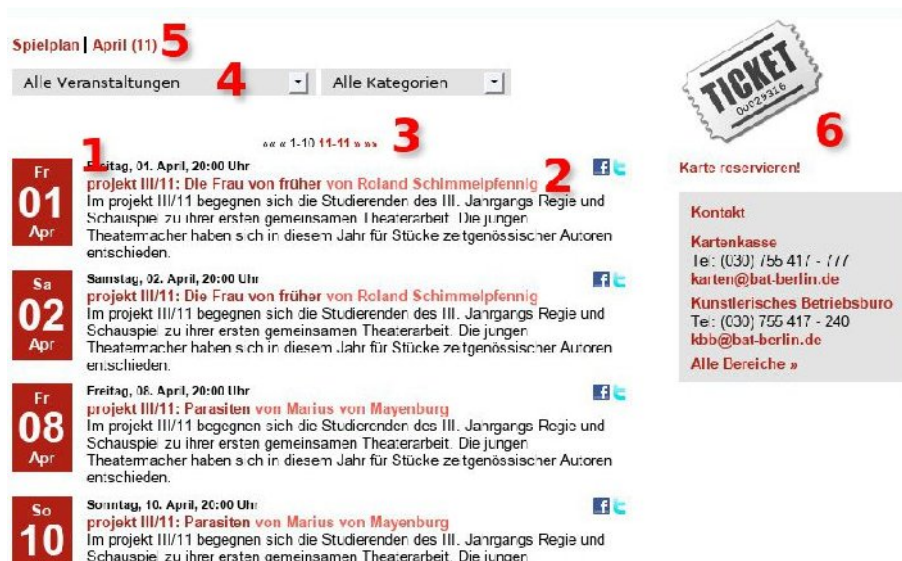 Spielplan | April (11) 5
Alle Veranstaltungen 4 Alle Kategorien
«« « 1-10 11-11 » »» 3
1
Fr
01
Apr
Freitag, 01. April, 20:00 Uhr
projekt III/11: Die Frau von früher von Roland Schimmelpfennig 2
Im projekt III/11 begegnen sich die Studierenden des III. Jahrgangs Regie und
Schauspiel zu ihrer ersten gemeinsamen Theaterarbeit. Die jungen
Theatermacher haben sich in diesem Jahr für Stücke zeitgenössischer Autoren
entschieden.
Sa
02
Apr
Samstag, 02. April, 20:00 Uhr
projekt III/11: Die Frau von früher von Roland Schimmelpfennig
Im projekt III/11 begegnen sich die Studierenden des III. Jahrgangs Regie und
Schauspiel zu ihrer ersten gemeinsamen Theaterarbeit. Die jungen
Theatermacher haben sich in diesem Jahr für Stücke zeitgenössischer Autoren
entschieden.
Fr
08
Apr
Freitag, 08. April, 20:00 Uhr
projekt III/11: Parasiten von Marius von Mayenburg
Im projekt III/11 begegnen sich die Studierenden des III. Jahrgangs Regie und
Schauspiel zu ihrer ersten gemeinsamen Theaterarbeit. Die jungen
Theatermacher haben sich in diesem Jahr für Stücke zeitgenössischer Autoren
entschieden.
So
10
Sonntag, 10. April, 20:00 Uhr
projekt III/11: Parasiten von Marius von Mayenburg
Im projekt III/11 begegnen sich die Studierenden des III. Jahrgangs Regie und
Schauspiel zu ihrer ersten gemeinsamen Theaterarbeit. Die jungen
TICKET
00029316
6
Karte reservieren!
Kontakt
Kartenkasse
Tel: (030) 755 417 - 777
karten@bat-berlin.de
Künstlerisches Betriebsbüro
Tel: (030) 755 417 - 240
kbb@bat-berlin.de
Alle Bereiche »